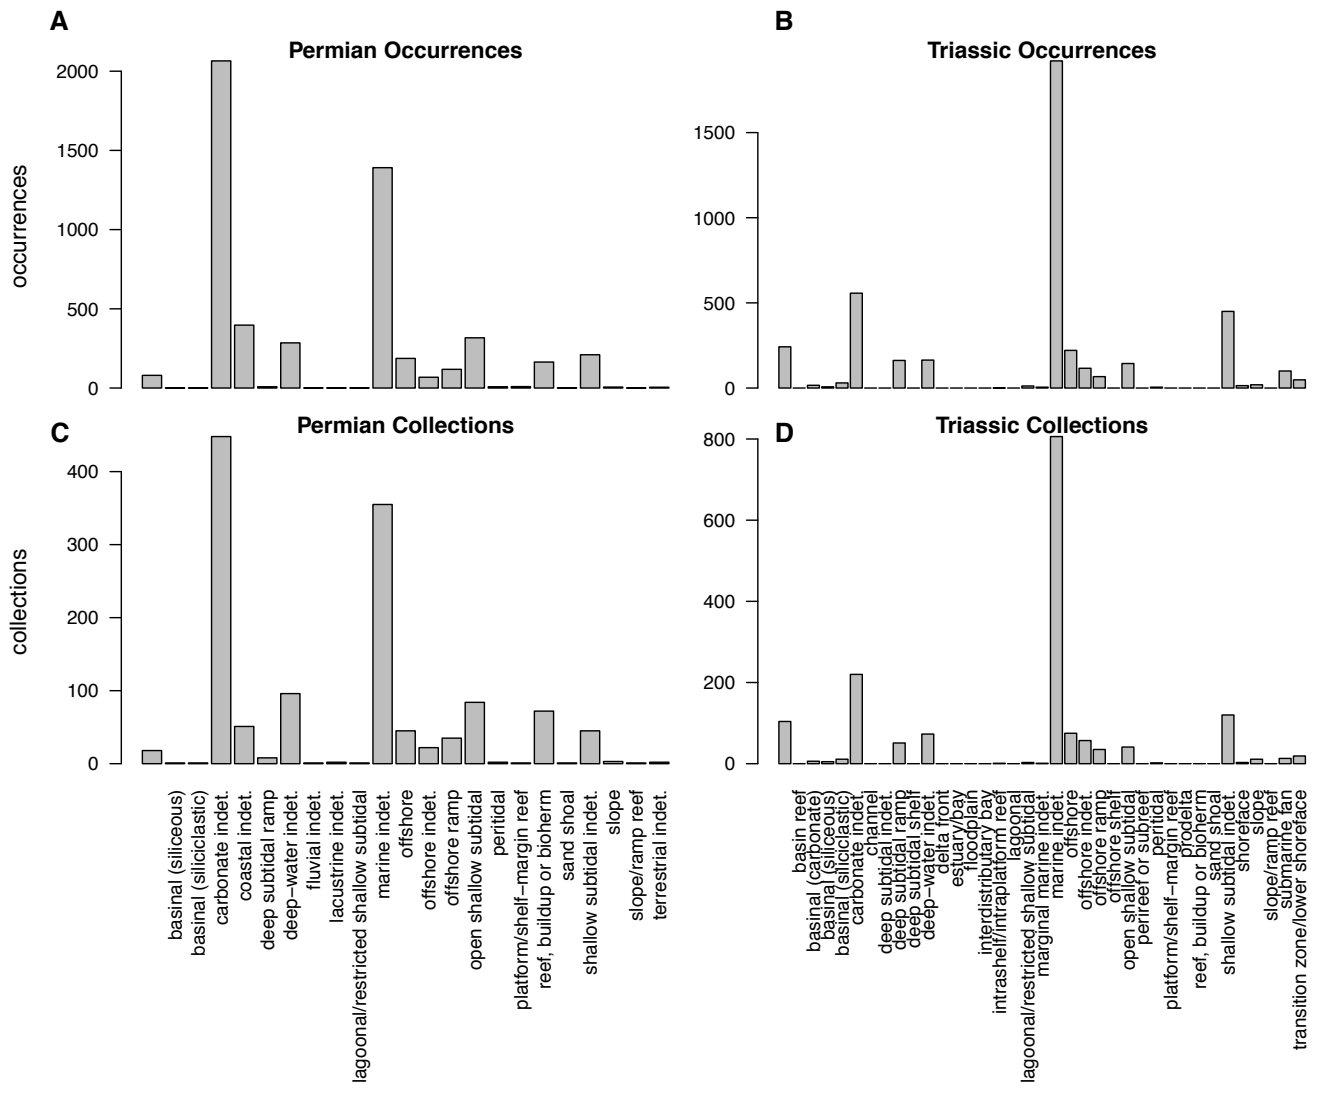 A
Permian Occurrences
occurrences
2000
1500
1000
500
0
B
Triassic Occurrences
1500
1000
500
0
C
Permian Collections
collections
400
300
200
100
0
basinal (siliceous)
basinal (siliciclastic)
carbonate indet.
coastal indet.
deep subtidal ramp
deep−water indet.
fluvial indet.
lacustrine indet.
lagoonal/restricted shallow subtidal
marine indet.
offshore
offshore indet.
offshore ramp
open shallow subtidal
peritidal
platform/shelf−margin reef
reef, buildup or bioherm
sand shoal
shallow subtidal indet.
slope
slope/ramp reef
terrestrial indet.
D
Triassic Collections
800
600
400
200
0
basin reef
basinal (carbonate)
basinal (siliceous)
basinal (siliciclastic)
carbonate indet.
channel
deep subtidal indet.
deep subtidal ramp
deep subtidal shelf
deep−water indet.
delta front
estuary/bay
floodplain
interdistributary bay
intrashelf/intraplatform reef
lagoonal
lagoonal/restricted shallow subtidal
marginal marine indet.
marine indet.
offshore
offshore indet.
offshore ramp
offshore shelf
open shallow subtidal
perireef or subreef
peritidal
platform/shelf−margin reef
prodelta
reef, buildup or bioherm
sand shoal
shallow subtidal indet.
shoreface
slope
slope/ramp reef
submarine fan
transition zone/lower shoreface